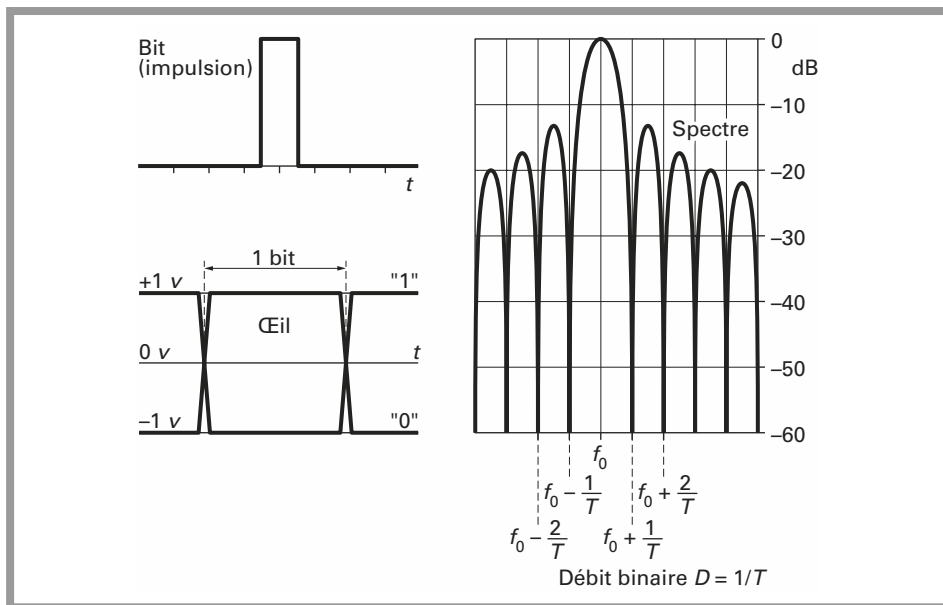 Bit
(impulsion)
t
1 bit
+1 v
"1"
Œil
0 v
t
–1 v
"0"
0
dB
–10
Spectre
–20
–30
–40
–50
–60
f0
f0 – 1/T
f0 + 2/T
f0 – 2/T
f0 + 1/T
Débit binaire D = 1/T